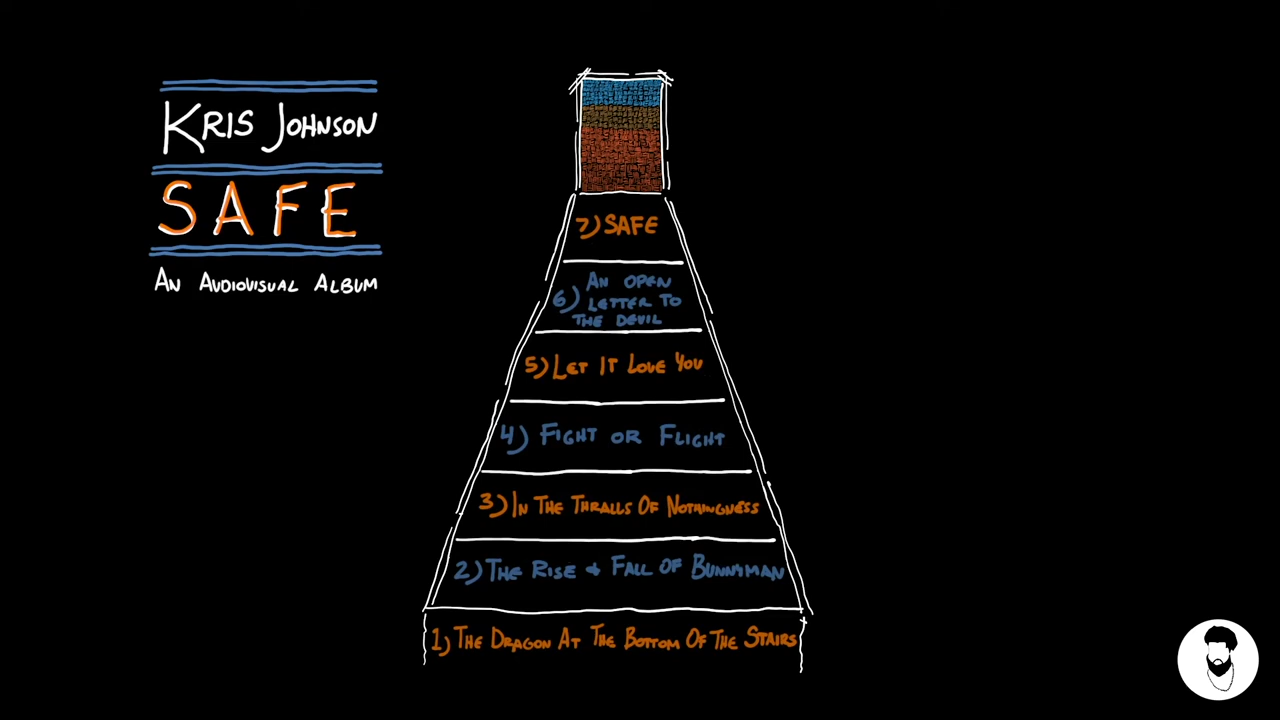 KRIS JOHNSON
SAFE
AN AUDIOVISUAL ALBUM
7) SAFE
6) AN OPEN
LETTER TO
THE DEVIL
5) LET IT LOVE YOU
4) FIGHT OR FLIGHT
3) IN THE THRALLS OF NOTHINGNESS
2) THE RISE & FALL OF BUNNYMAN
1) THE DRAGON AT THE BOTTOM OF THE STAIRS